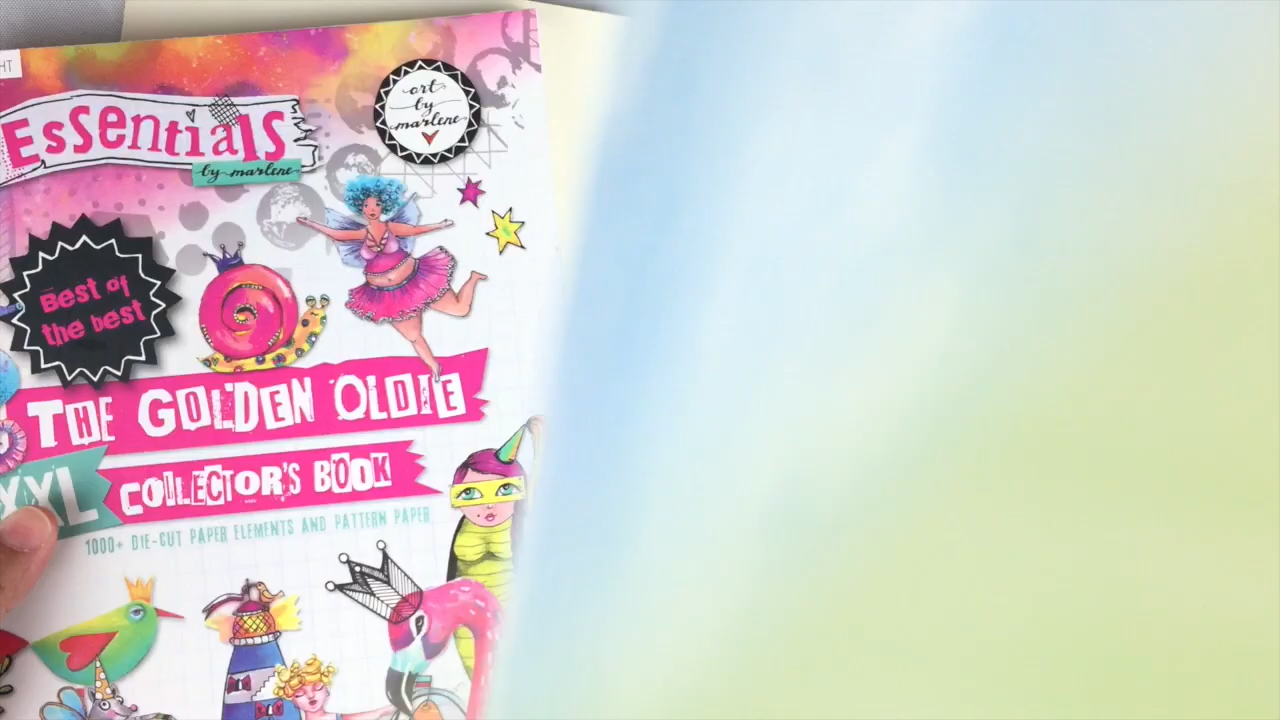 HT
Essentials
by marlene
art
by
marlene
Best of
the best
THE GOLDEN OLDIE
XXL COLLECTOR'S BOOK
1000+ DIE-CUT PAPER ELEMENTS AND PATTERN PAPER